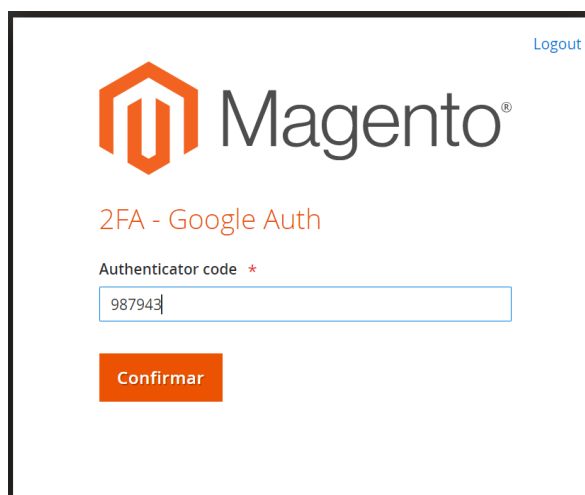 Logout
Magento®
2FA - Google Auth
Authenticator code *
987943
Confirmar